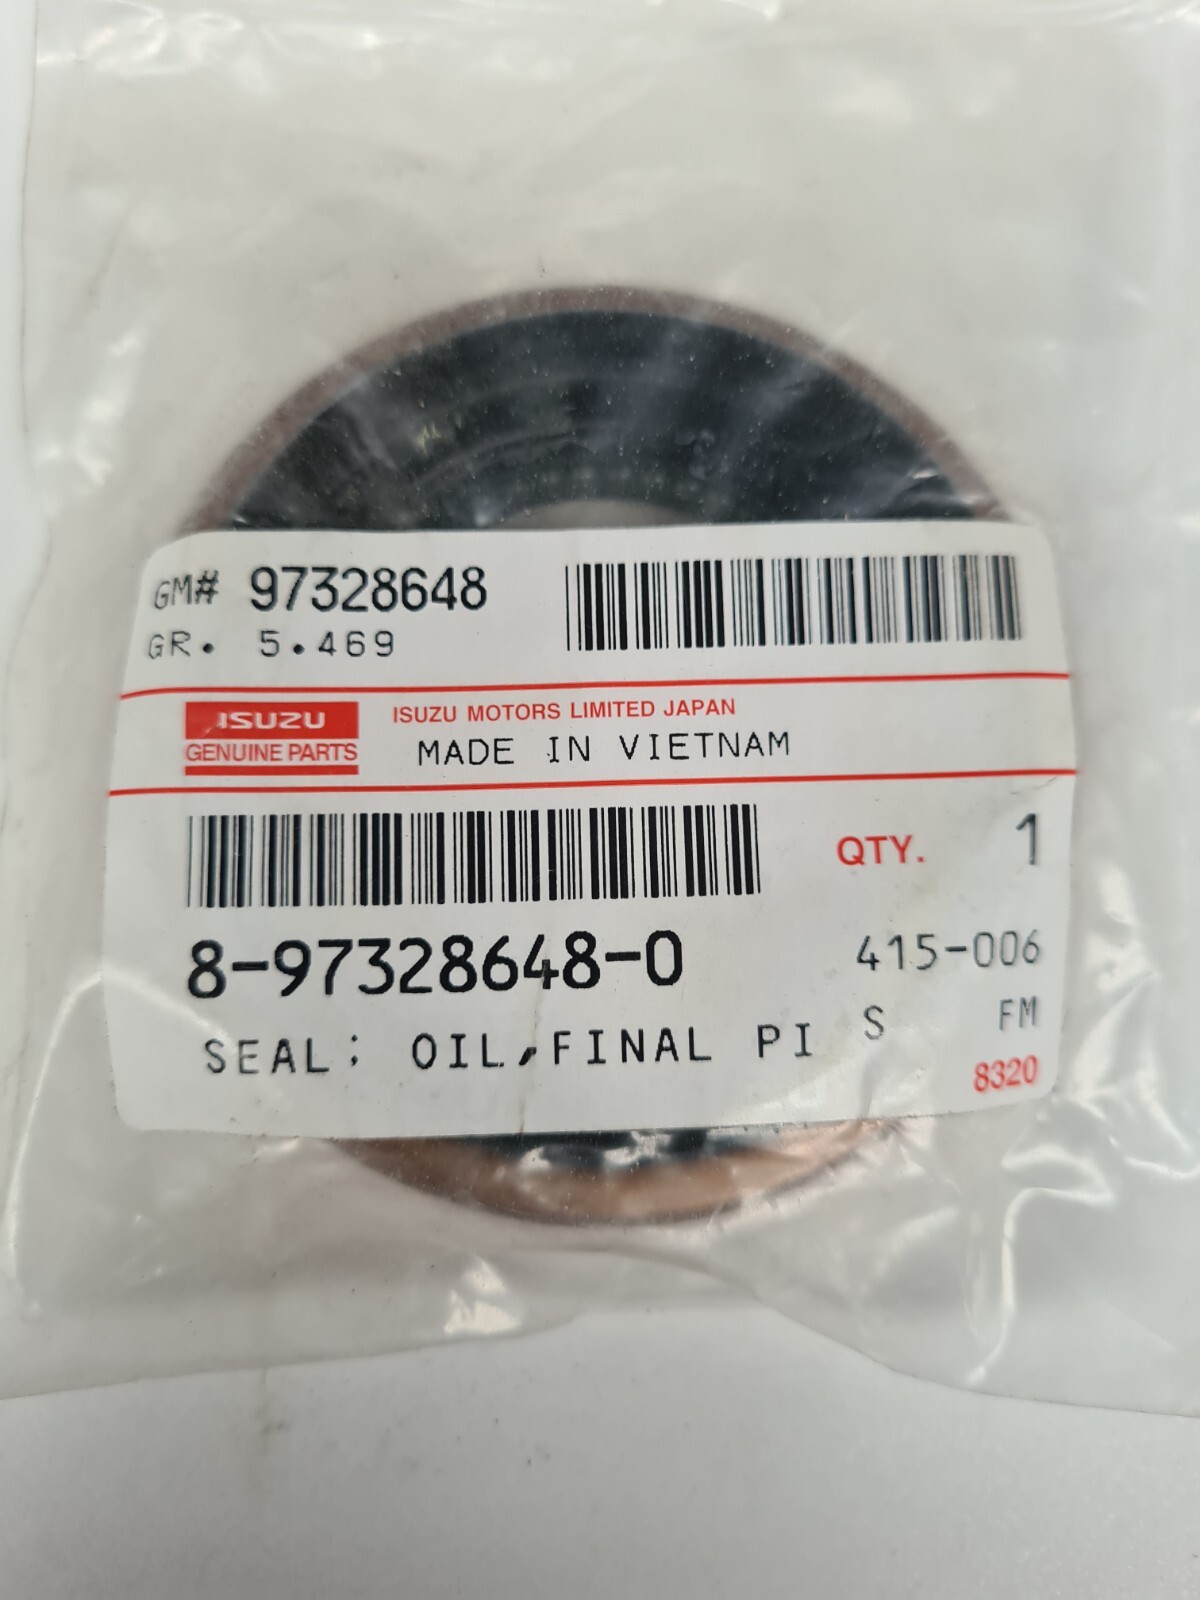 GM# 97328648
GR. 5.469
ISUZU
GENUINE PARTS
ISUZU MOTORS LIMITED JAPAN
MADE IN VIETNAM
QTY. 1
8-97328648-0
415-006
SEAL; OIL,FINAL PI
S FM
8320